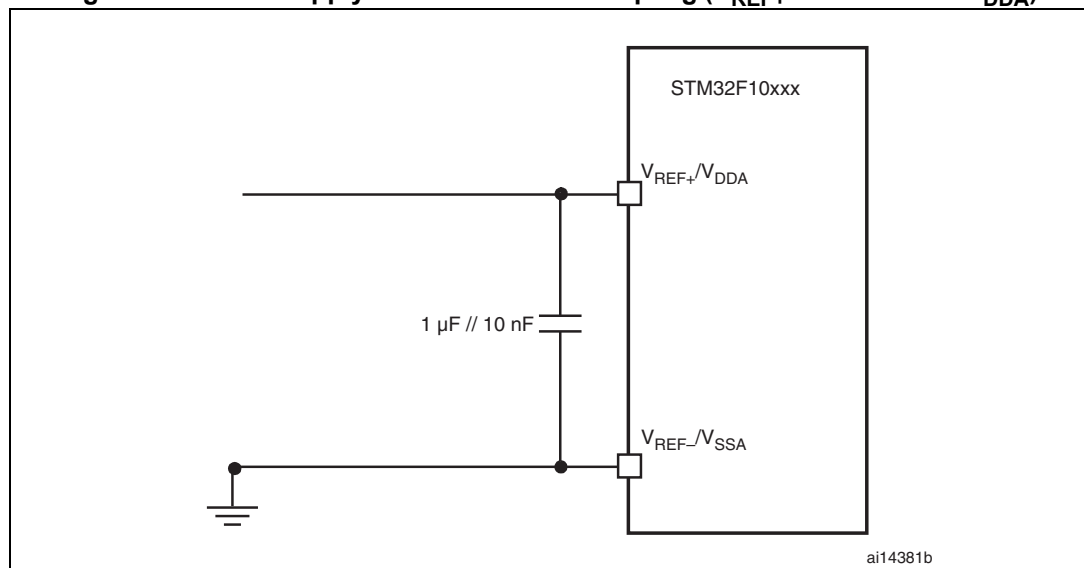 STM32F10xxx
VREF+/VDDA
1 µF // 10 nF
VREF–/VSSA
ai14381b